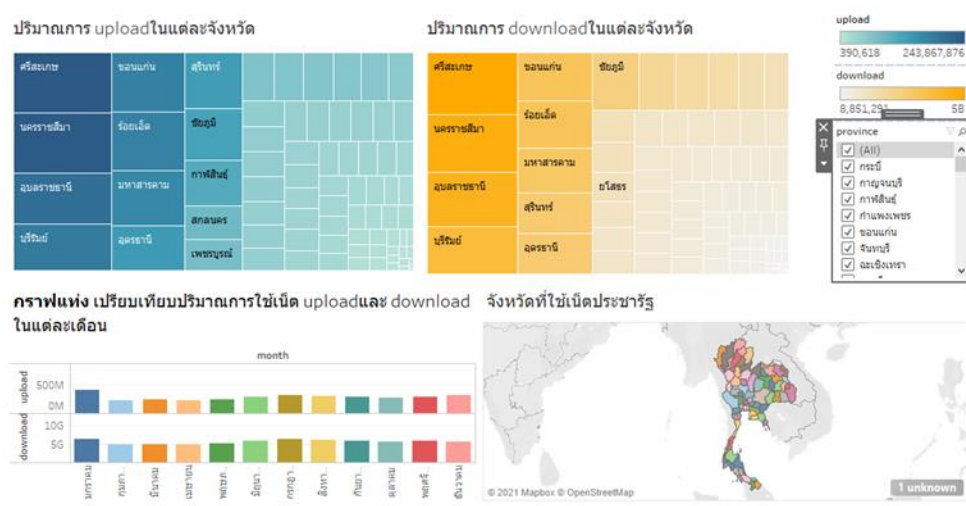 ปริมาณการ uploadในแต่ละจังหวัด
ศรีสะเกษ
ขอนแก่น
สุรินทร์
นครราชสีมา
ร้อยเอ็ด
ชัยภูมิ
อุบลราชธานี
มหาสารคาม
กาฬสินธุ์
บุรีรัมย์
อุดรธานี
สกลนคร
เพชรบูรณ์
ปริมาณการ downloadในแต่ละจังหวัด
ศรีสะเกษ
ขอนแก่น
ชัยภูมิ
นครราชสีมา
ร้อยเอ็ด
มหาสารคาม
อุบลราชธานี
สุรินทร์
ยโสธร
บุรีรัมย์
อุดรธานี
upload
390,618 243,867,876
download
8,851,291 58
province
(All)
กระบี่
กาญจนบุรี
กาฬสินธุ์
กำแพงเพชร
ขอนแก่น
จันทบุรี
ฉะเชิงเทรา
กราฟแท่ง เปรียบเทียบปริมาณการใช้เน็ต uploadและ download
ในแต่ละเดือน
month
upload
500M
0M
download
10G
5G
มกราคม
กุมภา..
มีนาคม
เมษายน
พฤษภ..
มิถุนา..
กรกฎา..
สิงหา..
กันยา..
ตุลาคม
พฤศจิ..
ธันวาคม
จังหวัดที่ใช้เน็ตประชารัฐ
© 2021 Mapbox © OpenStreetMap
1 unknown